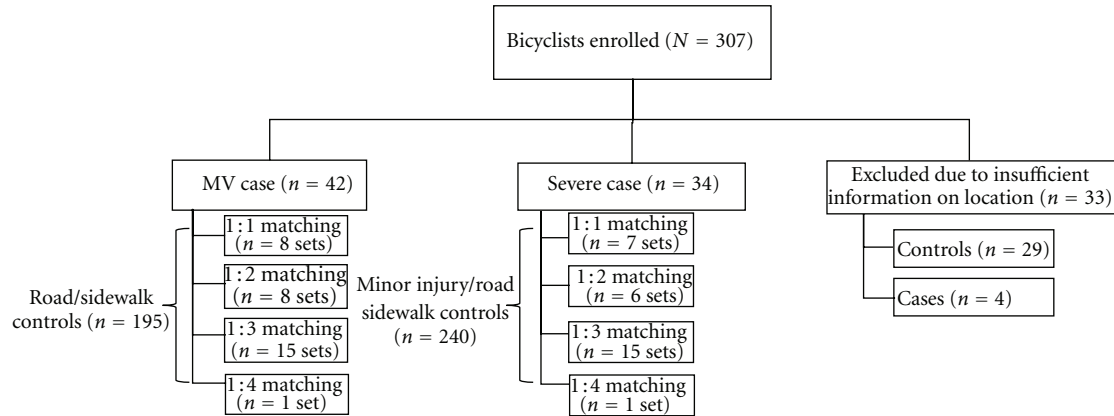 Bicyclists enrolled (N = 307)
MV case (n = 42)
1:1 matching
(n = 8 sets)
1:2 matching
(n = 8 sets)
1:3 matching
(n = 15 sets)
1:4 matching
(n = 1 set)
Road/sidewalk
controls (n = 195)
Severe case (n = 34)
1:1 matching
(n = 7 sets)
1:2 matching
(n = 6 sets)
1:3 matching
(n = 15 sets)
1:4 matching
(n = 1 set)
Minor injury/road
sidewalk controls
(n = 240)
Excluded due to insufficient
information on location (n = 33)
Controls (n = 29)
Cases (n = 4)